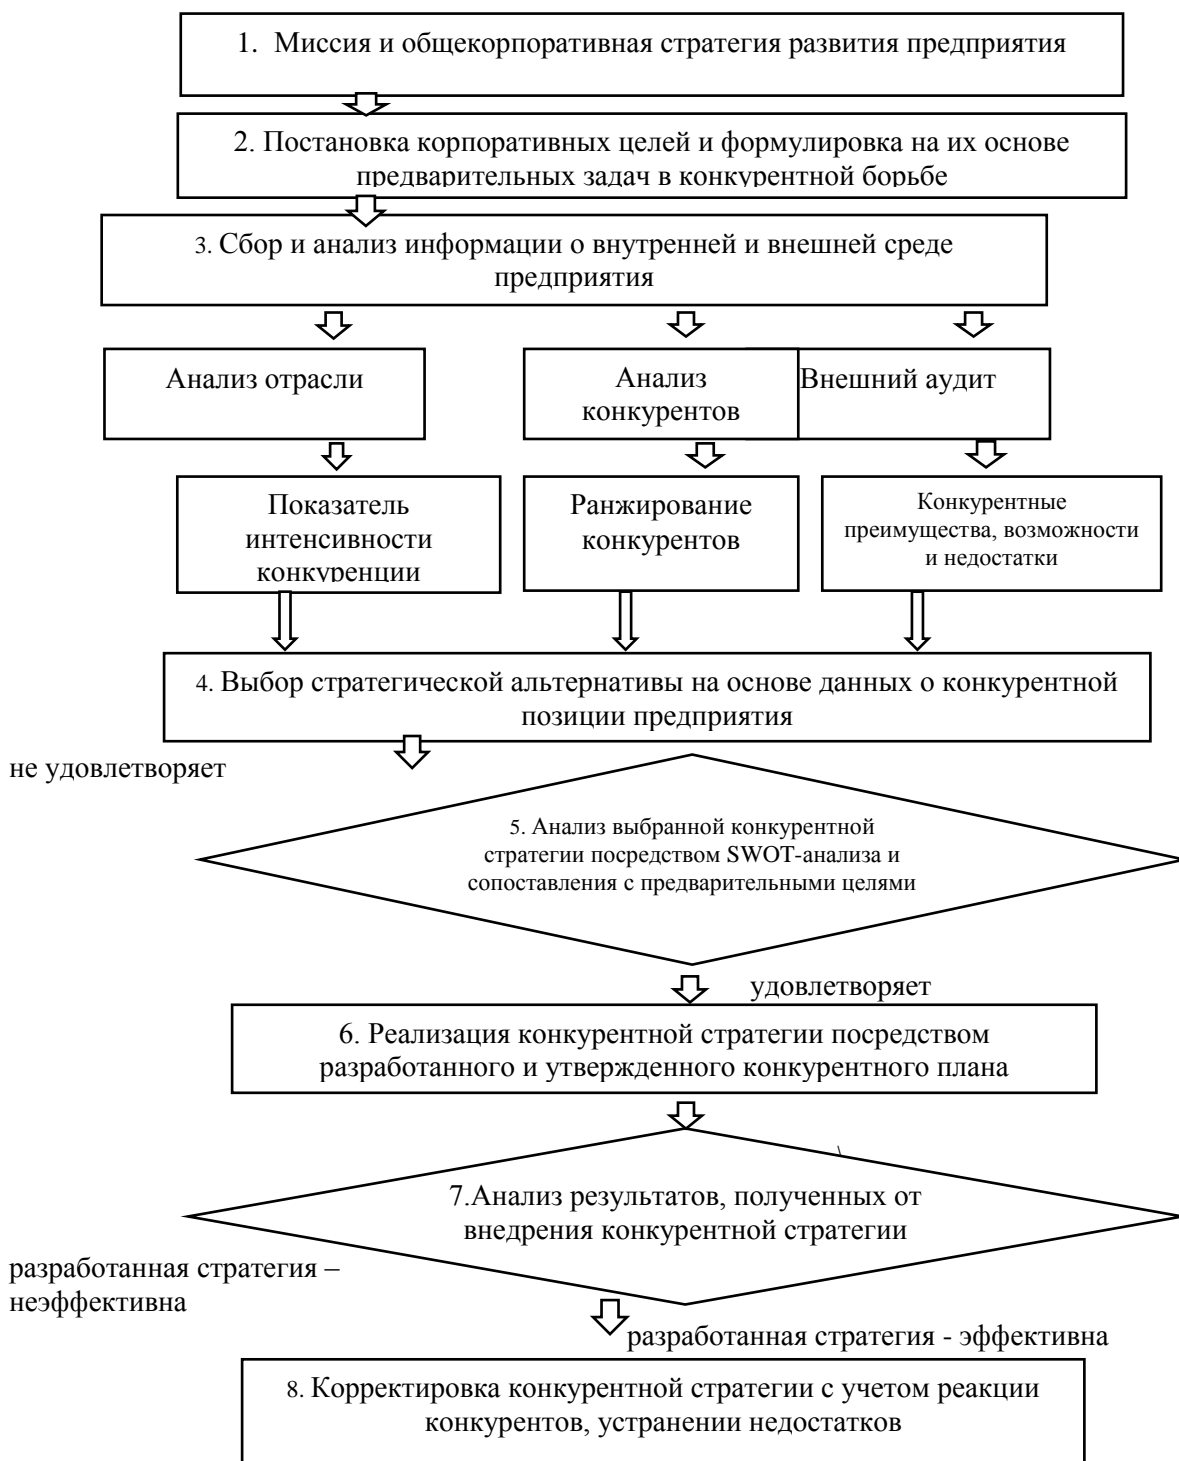 1. Миссия и общекорпоративная стратегия развития предприятия
2. Постановка корпоративных целей и формулировка на их основе
предварительных задач в конкурентной борьбе
3. Сбор и анализ информации о внутренней и внешней среде
предприятия
Анализ отрасли
Анализ
конкурентов
Внешний аудит
Показатель
интенсивности
конкуренции
Ранжирование
конкурентов
Конкурентные
преимущества, возможности
и недостатки
4. Выбор стратегической альтернативы на основе данных о конкурентной
позиции предприятия
не удовлетворяет
5. Анализ выбранной конкурентной
стратегии посредством SWOT-анализа и
сопоставления с предварительными целями
удовлетворяет
6. Реализация конкурентной стратегии посредством
разработанного и утвержденного конкурентного плана
\
7.Анализ результатов, полученных от
внедрения конкурентной стратегии
разработанная стратегия –
неэффективна
разработанная стратегия - эффективна
8. Корректировка конкурентной стратегии с учетом реакции
конкурентов, устранении недостатков